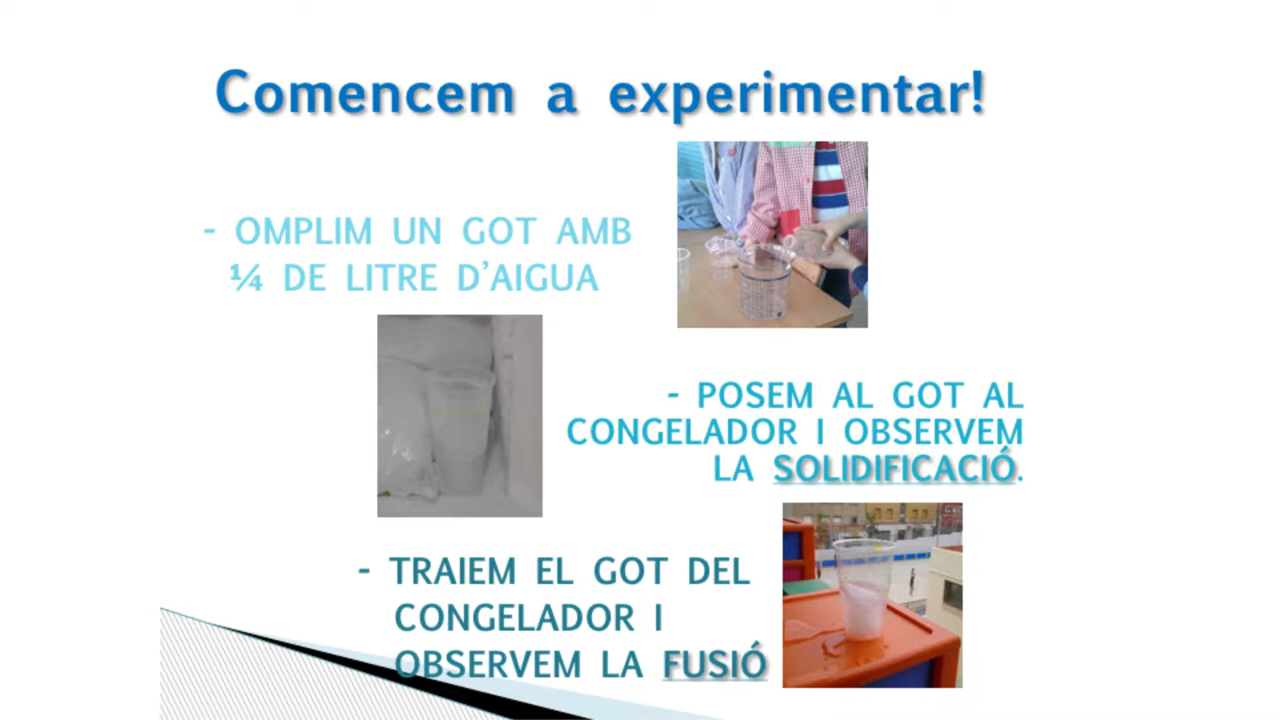 Comencem a experimentar!
- OMPLIM UN GOT AMB
¼ DE LITRE D’AIGUA
- POSEM AL GOT AL
CONGELADOR I OBSERVEM
LA SOLIDIFICACIÓ.
- TRAIEM EL GOT DEL
CONGELADOR I
OBSERVEM LA FUSIÓ